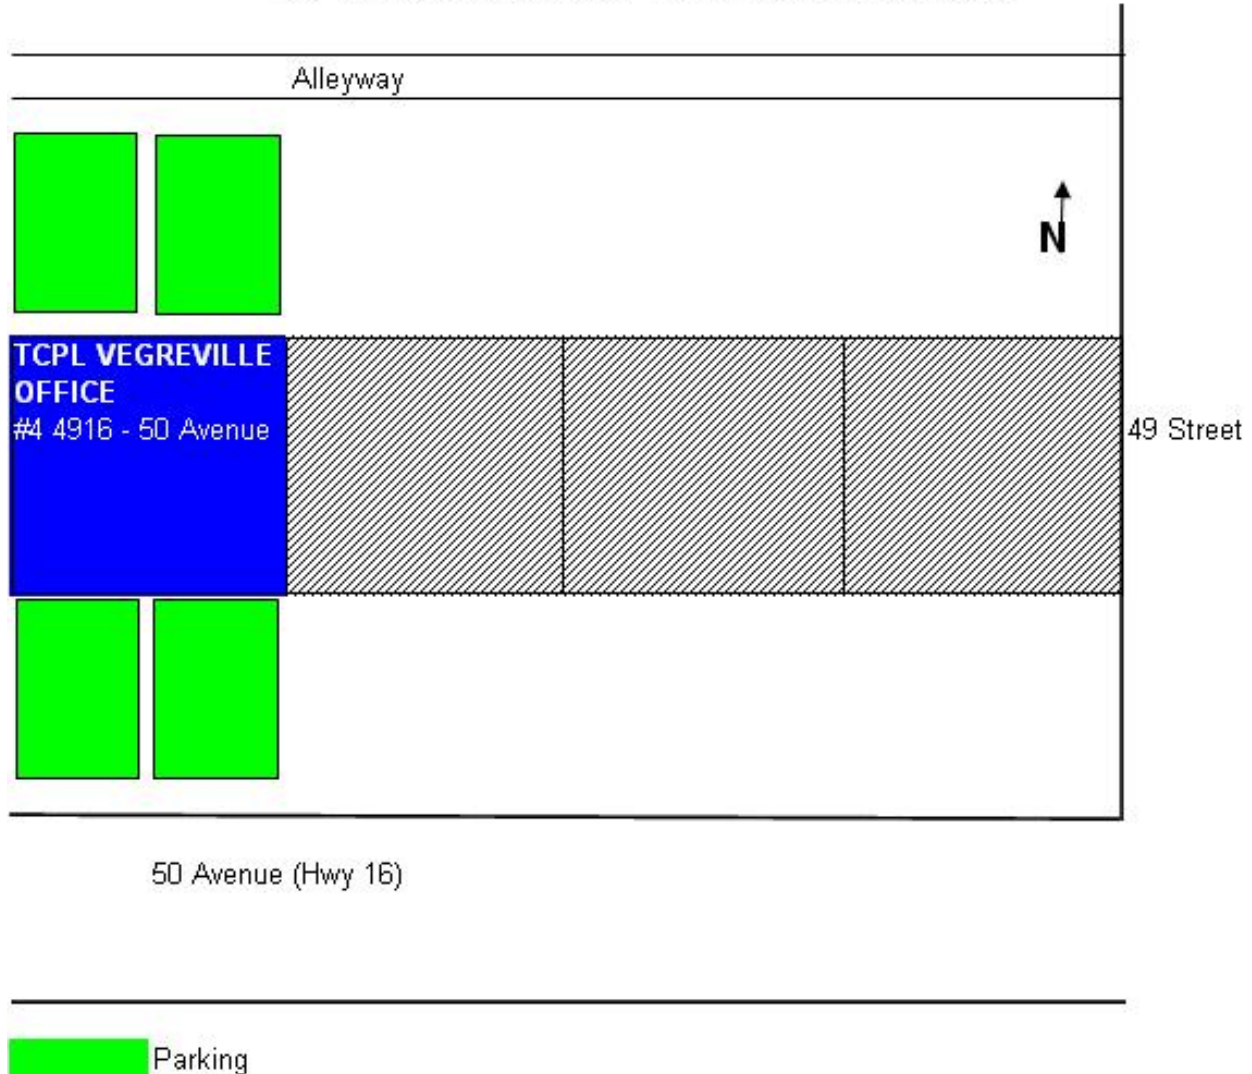 Alleyway
N
TCPL VEGREVILLE
OFFICE
#4 4916 - 50 Avenue
49 Street
50 Avenue (Hwy 16)
Parking